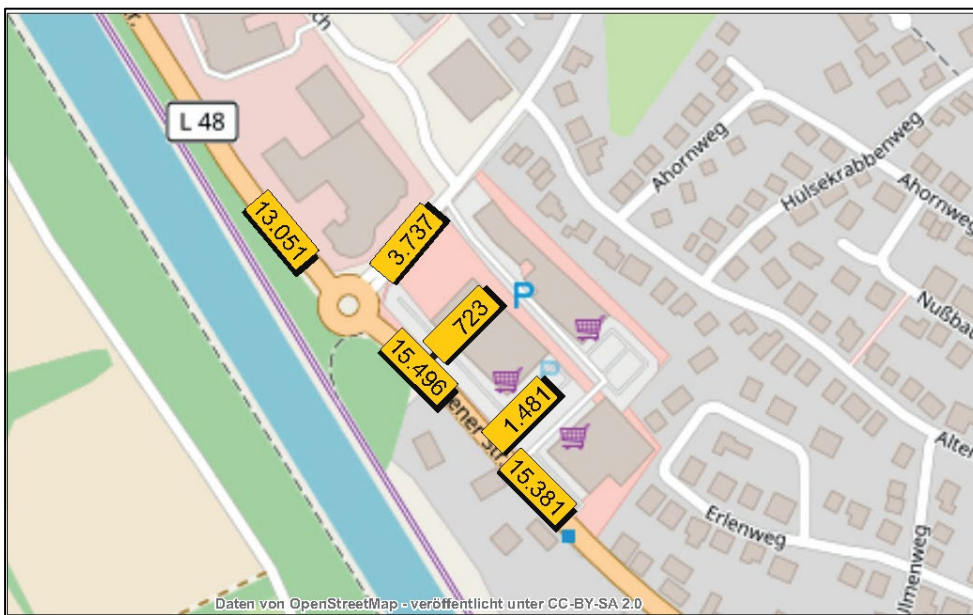 L 48
Ahornweg
Hülsekrabbenweg
Ahornweg
13.051
3.737
P
723
15.496
P
1.481
15.381
Erlenweg
Daten von OpenStreetMap - veröffentlicht unter CC-BY-SA 2.0